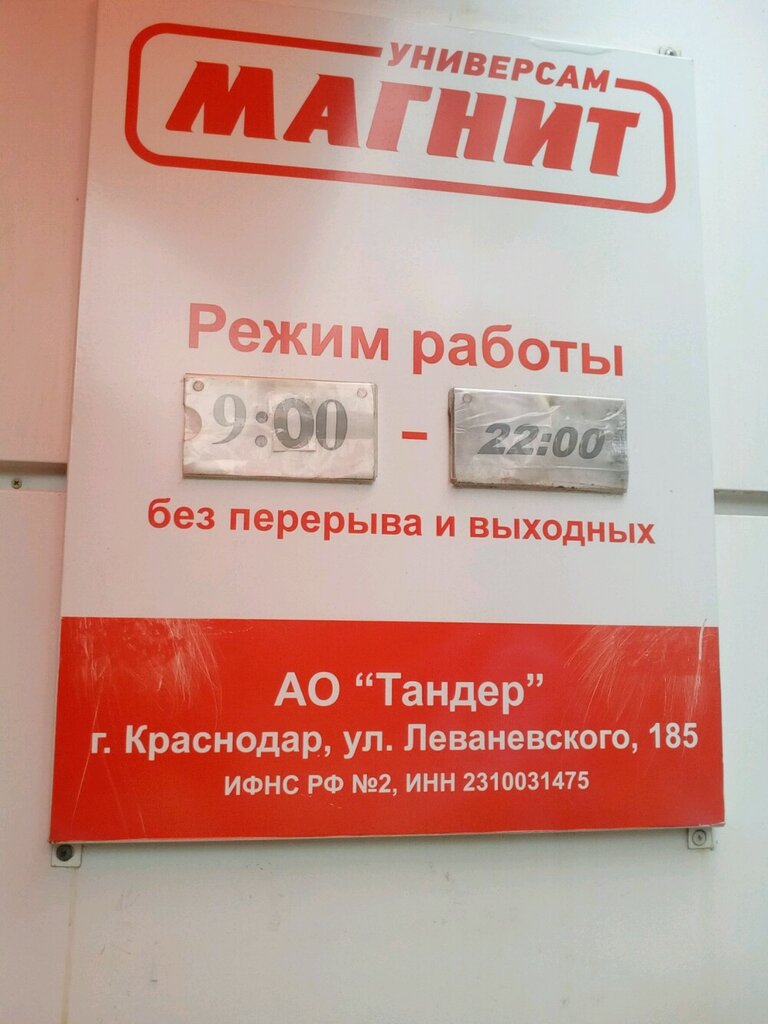 УНИВЕРСАМ
МАГНИТ
Режим работы
9:00 - 22:00
без перерыва и выходных
АО “Тандер”
г. Краснодар, ул. Леваневского, 185
ИФНС РФ №2, ИНН 2310031475